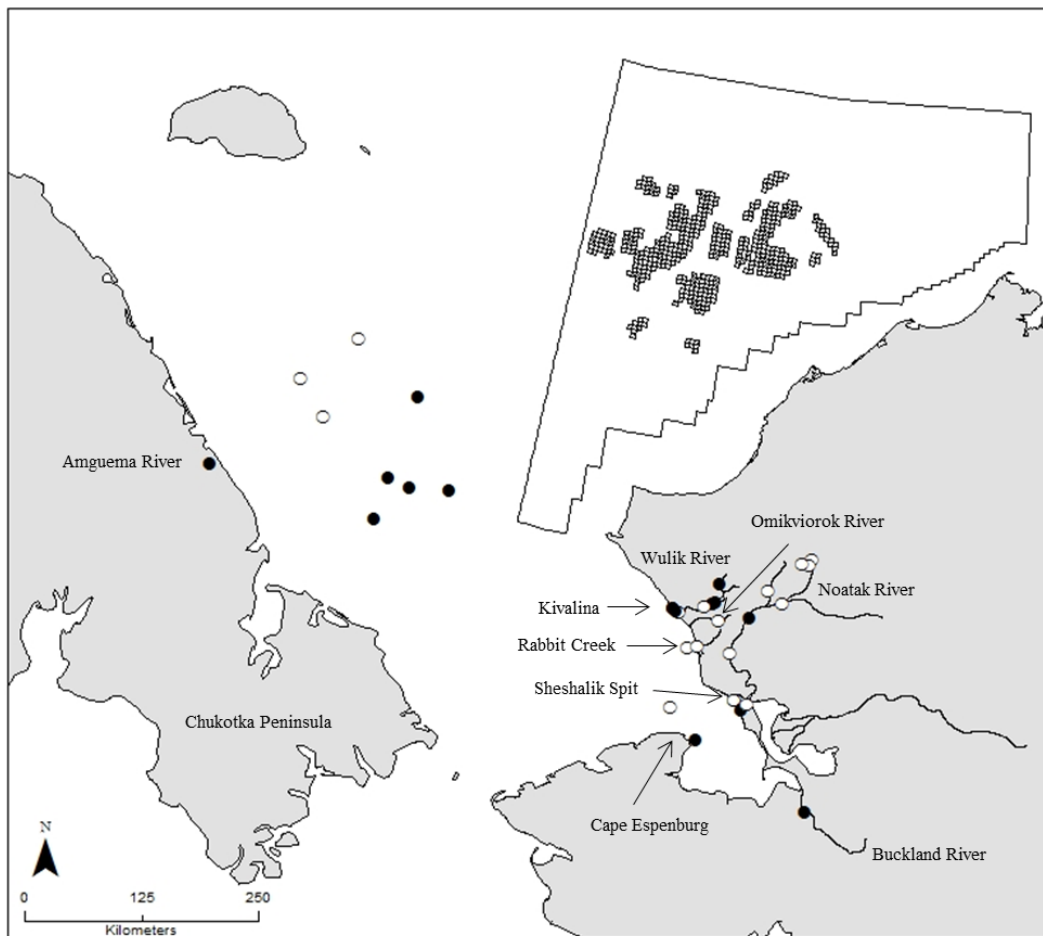 Amguema River
Omikviorok River
Wulik River
Noatak River
Kivalina
Rabbit Creek
Sheshalik Spit
Chukotka Peninsula
Cape Espenburg
Buckland River
N
0 125 250
Kilometers